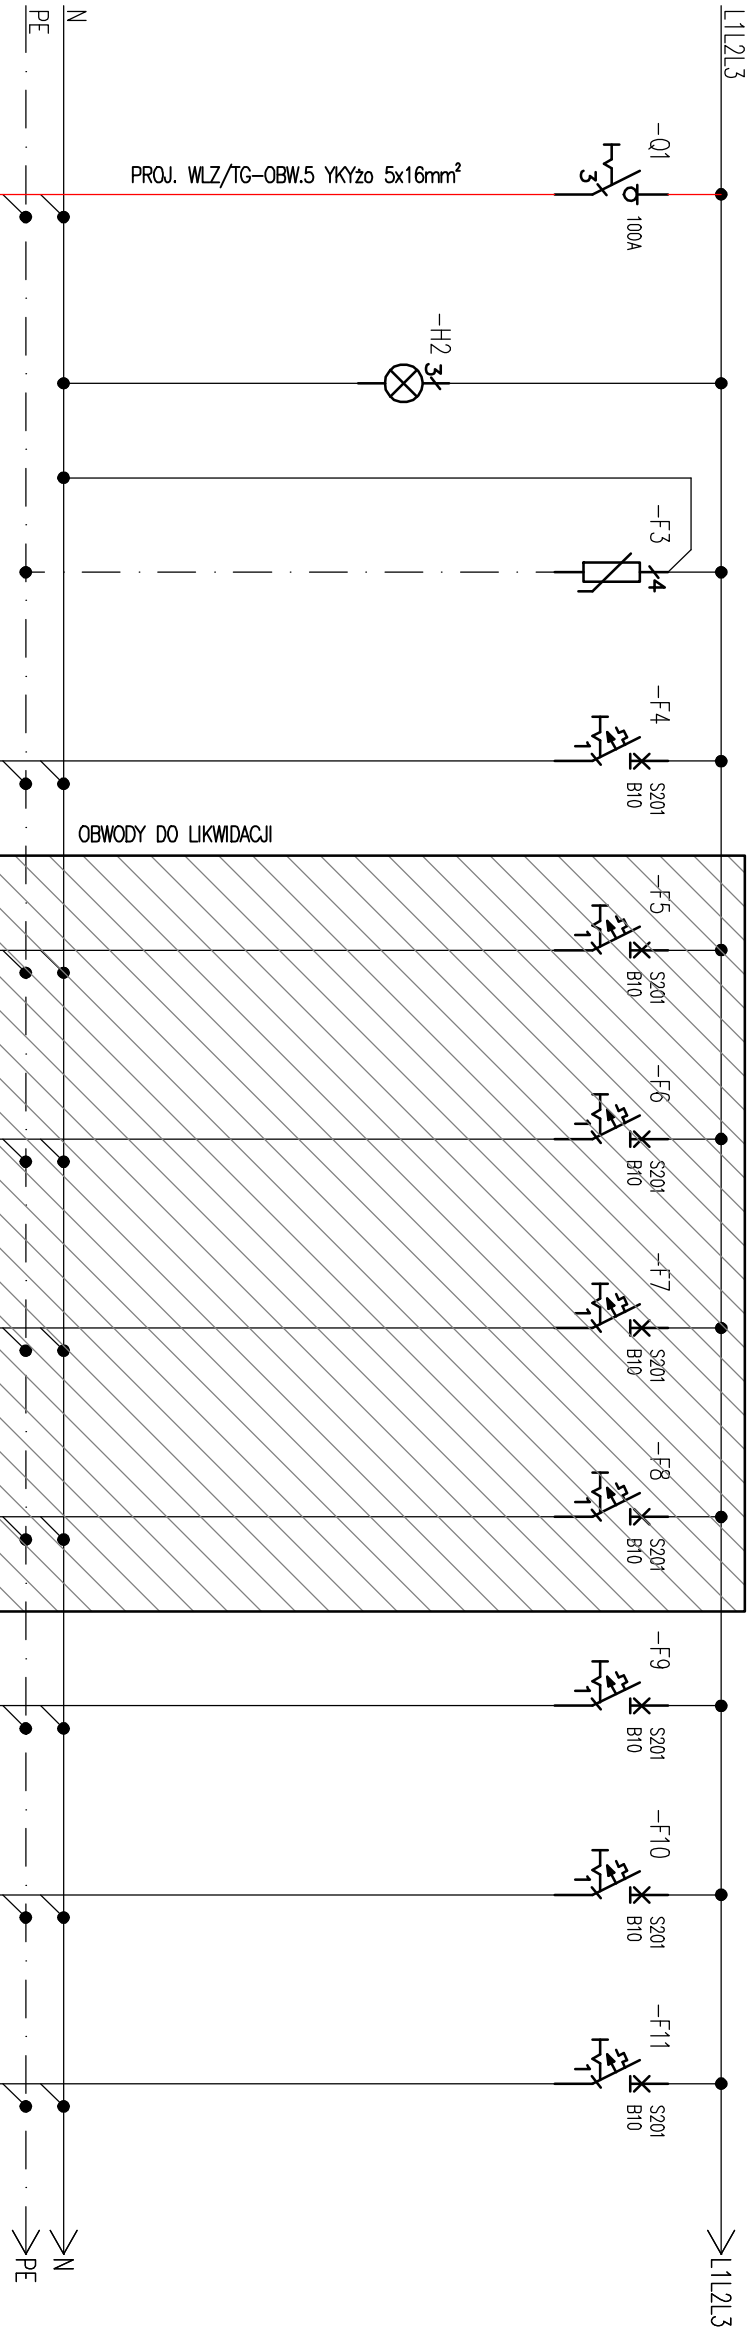 L1L2L3
N
PE
-Q1
3
100A
PROJ. WLZ/TG-OBW.5 YKYżo 5x16mm²
-H2
3
-F3
4
-F4
1
S201
B10
OBWODY DO LIKWIDACJI
-F5
1
S201
B10
-F6
1
S201
B10
-F7
1
S201
B10
-F8
1
S201
B10
-F9
1
S201
B10
-F10
1
S201
B10
-F11
1
S201
B10
L1L2L3
N
PE